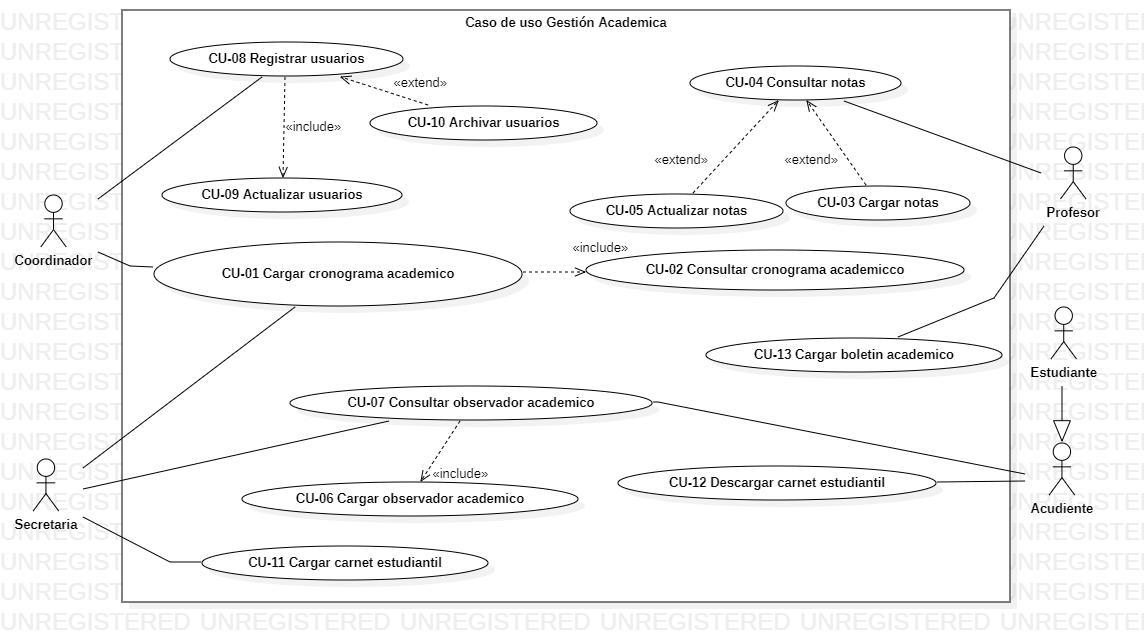 Caso de uso Gestión Academica
CU-08 Registrar usuarios
«extend»
CU-04 Consultar notas
CU-10 Archivar usuarios
«include»
«extend»
«extend»
CU-09 Actualizar usuarios
CU-05 Actualizar notas
CU-03 Cargar notas
Profesor
Coordinador
«include»
CU-01 Cargar cronograma academico
CU-02 Consultar cronograma academicco
CU-13 Cargar boletin academico
Estudiante
CU-07 Consultar observador academico
«include»
CU-12 Descargar carnet estudiantil
CU-06 Cargar observador academico
Acudiente
Secretaria
CU-11 Cargar carnet estudiantil
UNREGISTERED UNREGISTERED UNREGISTERED UNREGISTERED UNREGISTERED